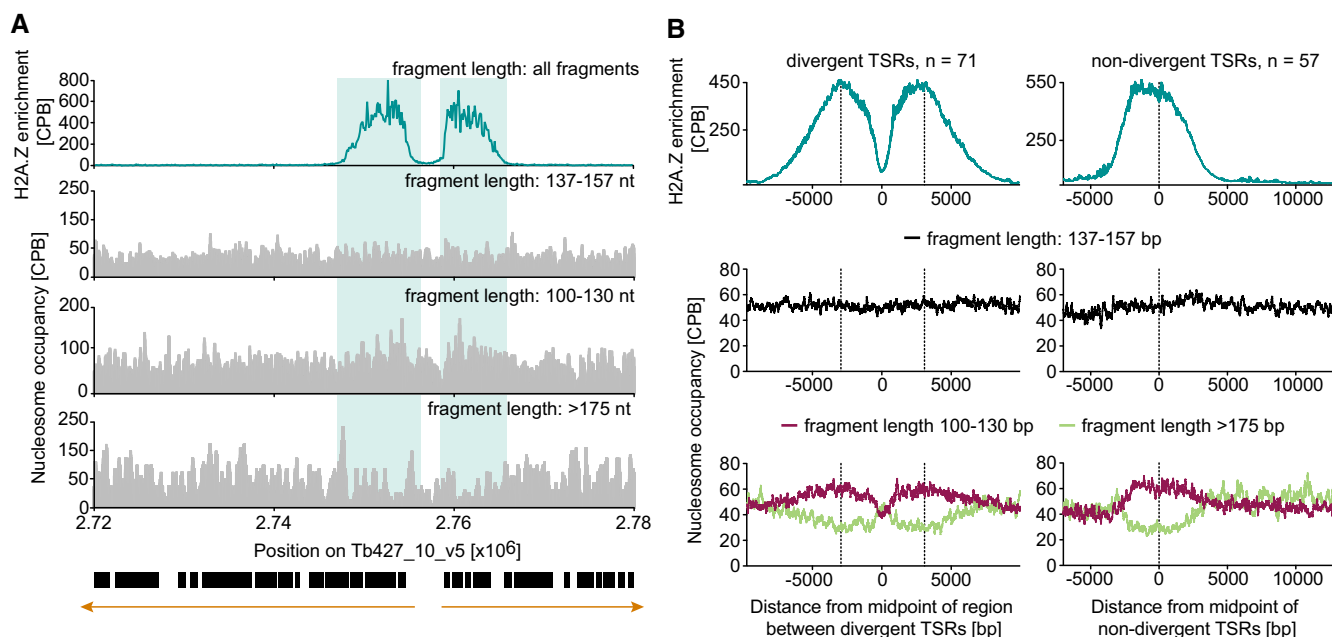 A
H2A.Z enrichment
[CPB]
fragment length: all fragments
800
600
400
200
0
Nucleosome occupancy [CPB]
fragment length: 137-157 nt
250
150
50
0
fragment length: 100-130 nt
200
100
0
fragment length: >175 nt
250
150
50
0
2.72 2.74 2.76 2.78
Position on Tb427_10_v5 [x10⁶]
B
H2A.Z enrichment
[CPB]
divergent TSRs, n = 71
450
250
-5000 0 5000
non-divergent TSRs, n = 57
550
250
0
-5000 0 5000 10000
Nucleosome occupancy [CPB]
fragment length: 137-157 bp
80
60
40
20
0
-5000 0 5000
80
60
40
20
0
-5000 0 5000 10000
fragment length 100-130 bp
fragment length >175 bp
80
60
40
20
0
-5000 0 5000
Distance from midpoint of region
between divergent TSRs [bp]
80
60
40
20
0
-5000 0 5000 10000
Distance from midpoint of
non-divergent TSRs [bp]